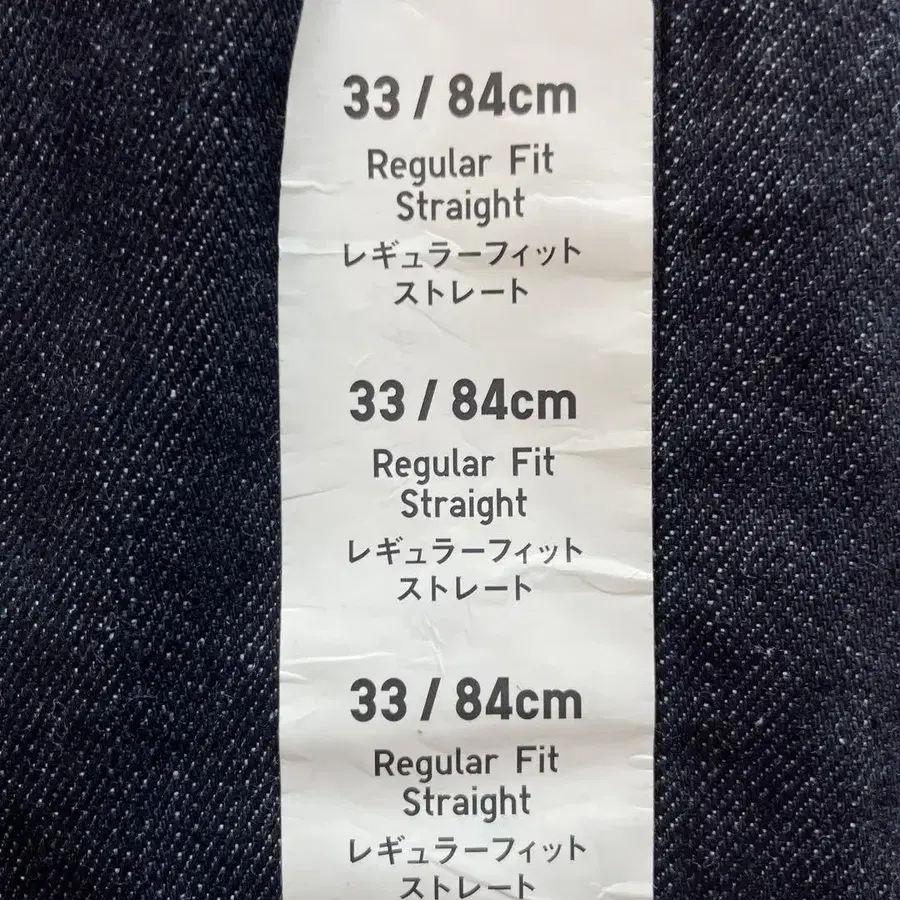 33 / 84cm
Regular Fit
Straight
レギュラーフィット
ストレート
33 / 84cm
Regular Fit
Straight
レギュラーフィット
ストレート
33 / 84cm
Regular Fit
Straight
レギュラーフィット
ストレート